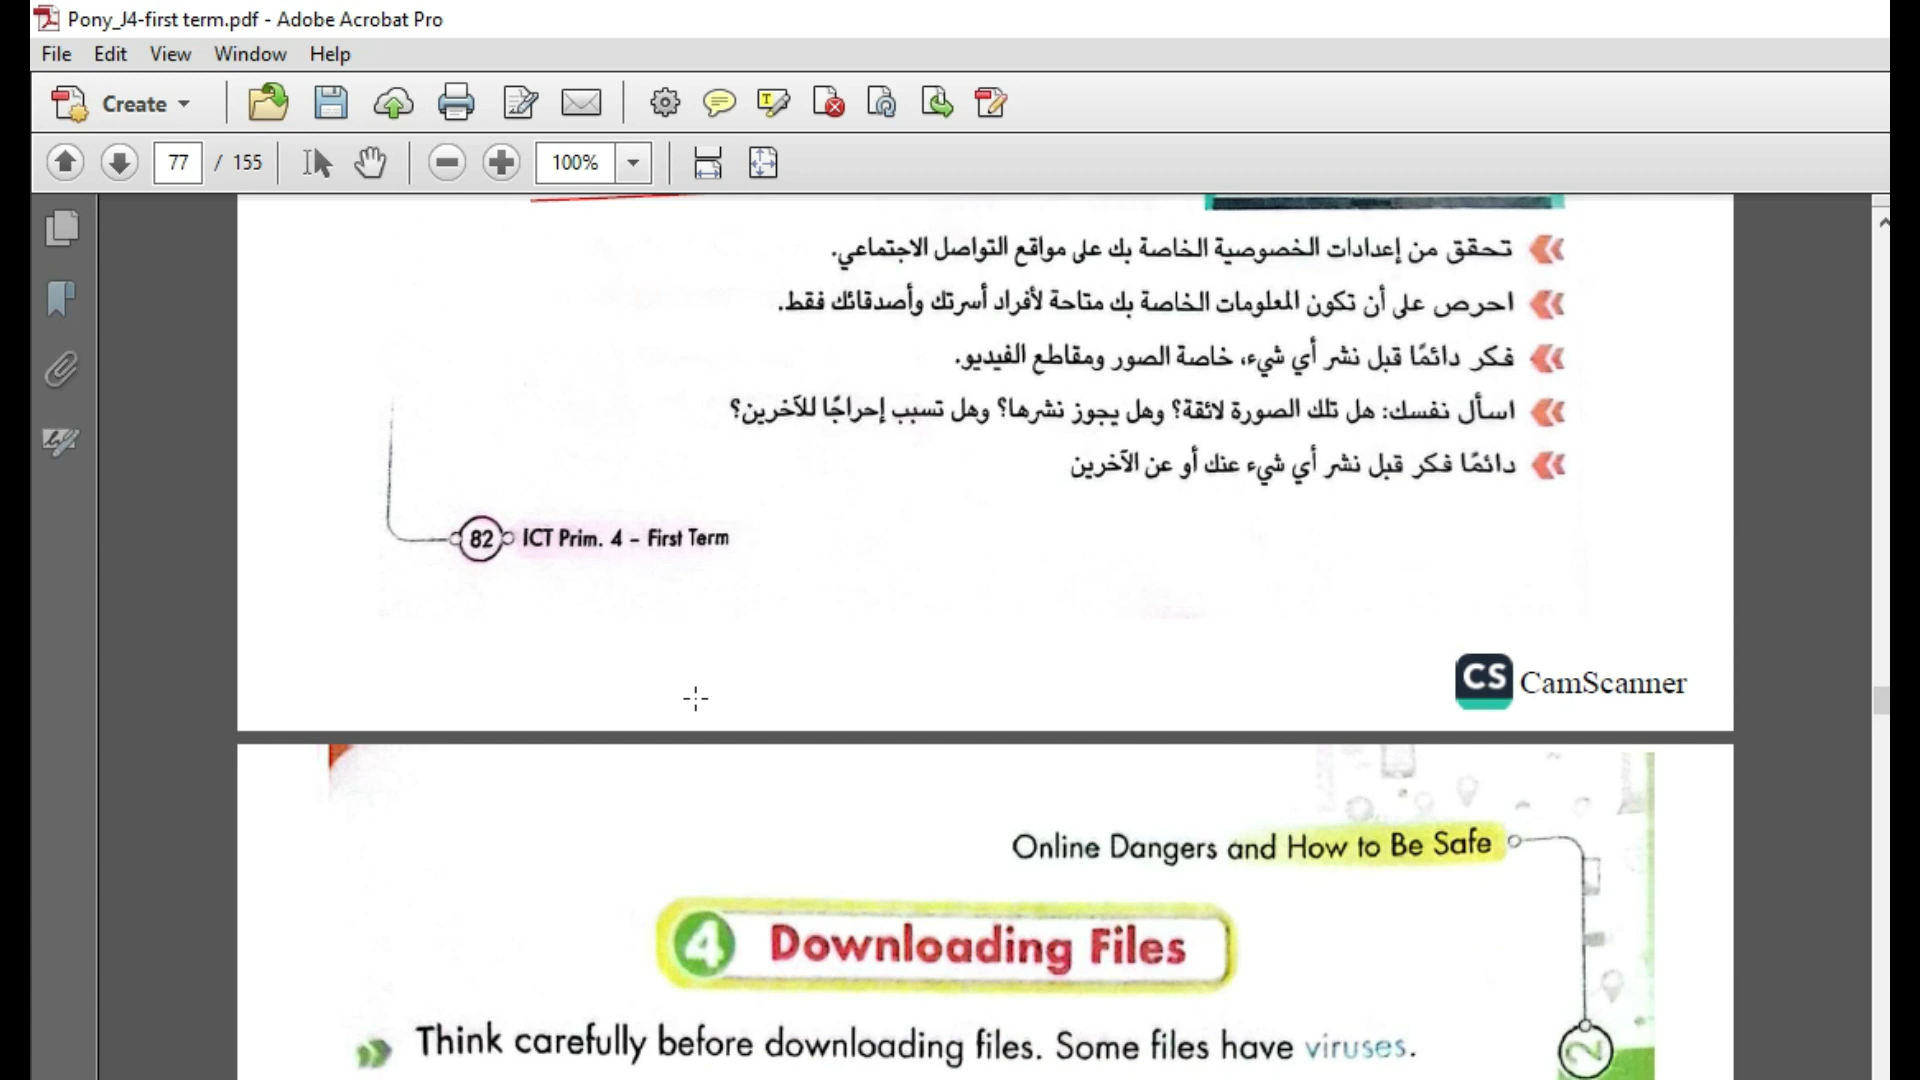 Pony_J4-first term.pdf - Adobe Acrobat Pro
File Edit View Window Help
Create
77 / 155 100%
تحقق من إعدادات الخصوصية الخاصة بك على مواقع التواصل الاجتماعي.
احرص على أن تكون المعلومات الخاصة بك متاحة لأفراد أسرتك وأصدقائك فقط.
فكر دائمًا قبل نشر أي شيء، خاصة الصور ومقاطع الفيديو.
اسأل نفسك: هل تلك الصورة لائقة؟ وهل يجوز نشرها؟ وهل تسبب إحراجًا للآخرين؟
دائمًا فكر قبل نشر أي شيء عنك أو عن الآخرين
82 ICT Prim. 4 - First Term
CS CamScanner
Online Dangers and How to Be Safe
4 Downloading Files
Think carefully before downloading files. Some files have viruses.
2